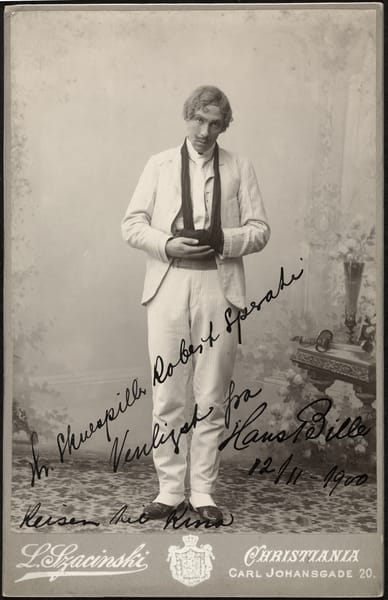 Hr Skuespiller Robert Sperati
Venligst fra
Hans Bille
12/11 1900
Reisen til Kina
L. Szacinski
CHRISTIANIA
CARL JOHANSGADE 20.